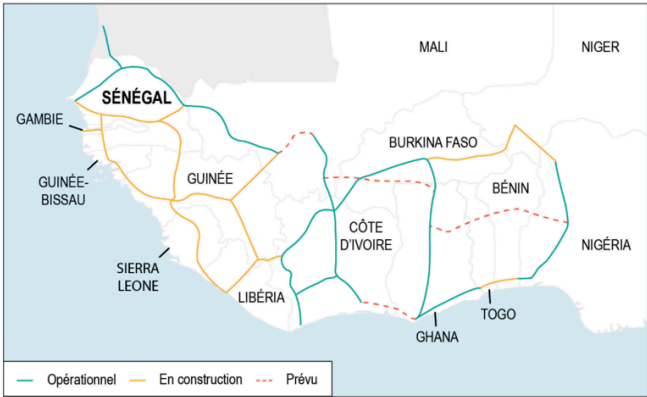 MALI
NIGER
SÉNÉGAL
GAMBIE
BURKINA FASO
GUINÉE-
BISSAU
GUINÉE
BÉNIN
CÔTE
D'IVOIRE
NIGÉRIA
SIERRA
LEONE
LIBÉRIA
TOGO
GHANA
Opérationnel
En construction
Prévu